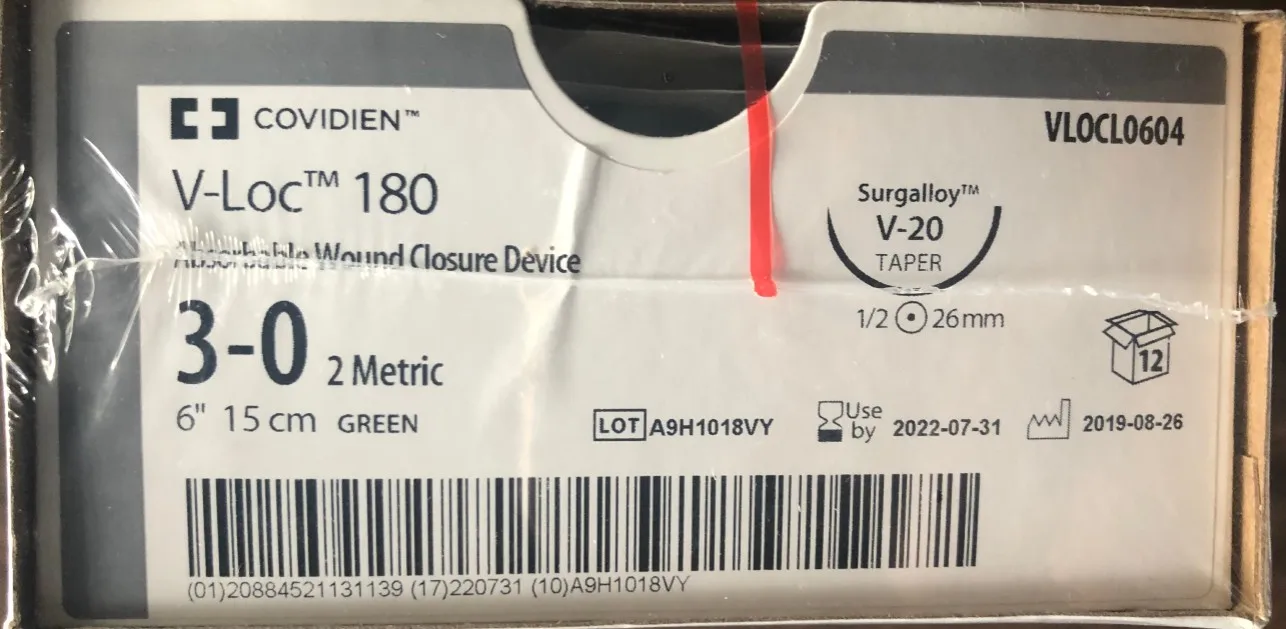 COVIDIEN™
VLOCL0604
V-Loc™ 180
Absorbable Wound Closure Device
Surgalloy™
V-20
TAPER
1/2 26mm
3-0 2 Metric
12
6" 15 cm GREEN
LOT A9H1018VY
Use by 2022-07-31
2019-08-26
(01)20884521131139 (17)220731 (10)A9H1018VY